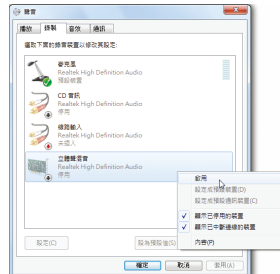 聲音
播放 錄製 音效 通訊
選取下面的錄音裝置以修改其設定:
麥克風
Realtek High Definition Audio
預設裝置
CD 音訊
Realtek High Definition Audio
停用
線路輸入
Realtek High Definition Audio
未插入
立體聲混音
Realtek High Definition Audio
停用
啟用
設定成預設裝置(D)
設定成預設通訊裝置(C)
顯示已停用的裝置
顯示已中斷連線的裝置
內容(P)
設定(C) 設為預設值(S)
確定 取消 套用(A)